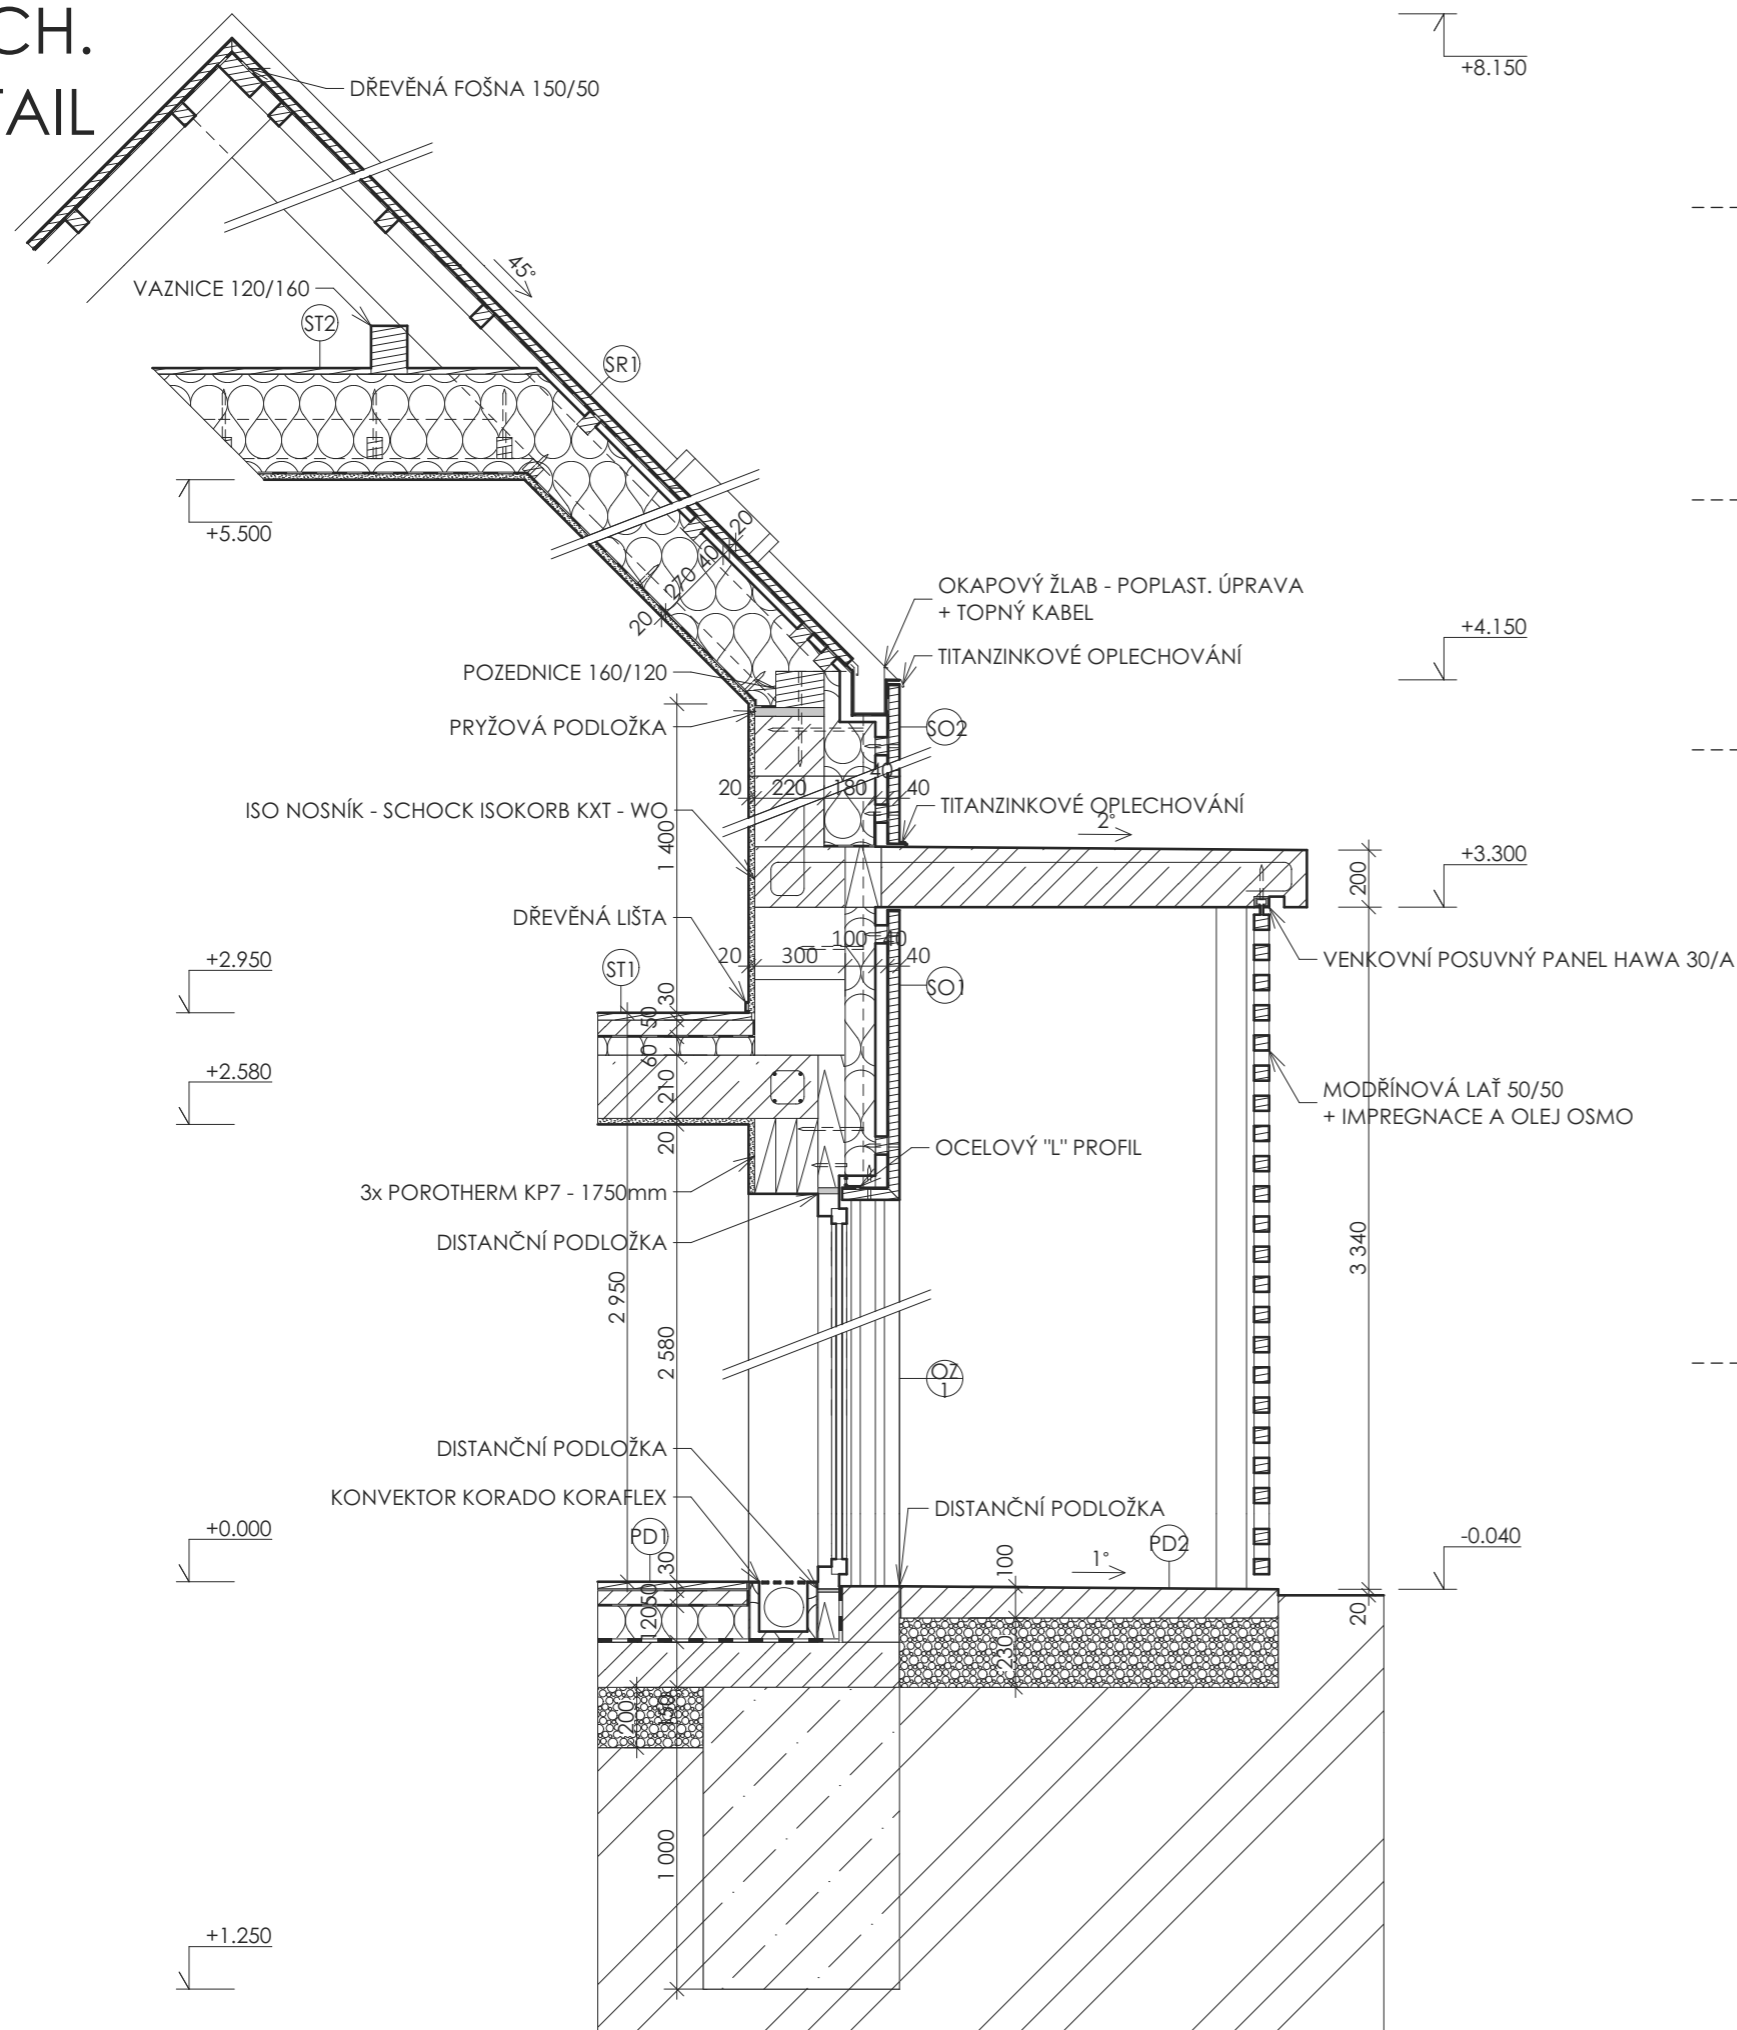 CH.
TAIL
+8.150
DŘEVĚNÁ FOŠNA 150/50
45°
VAZNICE 120/160
ST2
SR1
+5.500
20
40
270
20
OKAPOVÝ ŽLAB - POPLAST. ÚPRAVA
+ TOPNÝ KABEL
+4.150
TITANZINKOVÉ OPLECHOVÁNÍ
POZEDNICE 160/120
PRYŽOVÁ PODLOŽKA
SO2
40
20 220 180 40
ISO NOSNÍK - SCHOCK ISOKORB KXT - WO
TITANZINKOVÉ OPLECHOVÁNÍ
2°
1 400
+3.300
200
DŘEVĚNÁ LIŠTA
100 40
20 300 40
VENKOVNÍ POSUVNÝ PANEL HAWA 30/A
+2.950
ST1
SO1
30
50
60
+2.580
210
MODŘÍNOVÁ LAŤ 50/50
+ IMPREGNACE A OLEJ OSMO
20
OCELOVÝ "L" PROFIL
3x POROTHERM KP7 - 1750mm
DISTANČNÍ PODLOŽKA
3 340
2 950
2 580
OZ
1
DISTANČNÍ PODLOŽKA
KONVEKTOR KORADO KORAFLEX
DISTANČNÍ PODLOŽKA
+0.000
PD1
PD2
-0.040
30
100
1°
50
120
20
230
200
150
1 000
+1.250